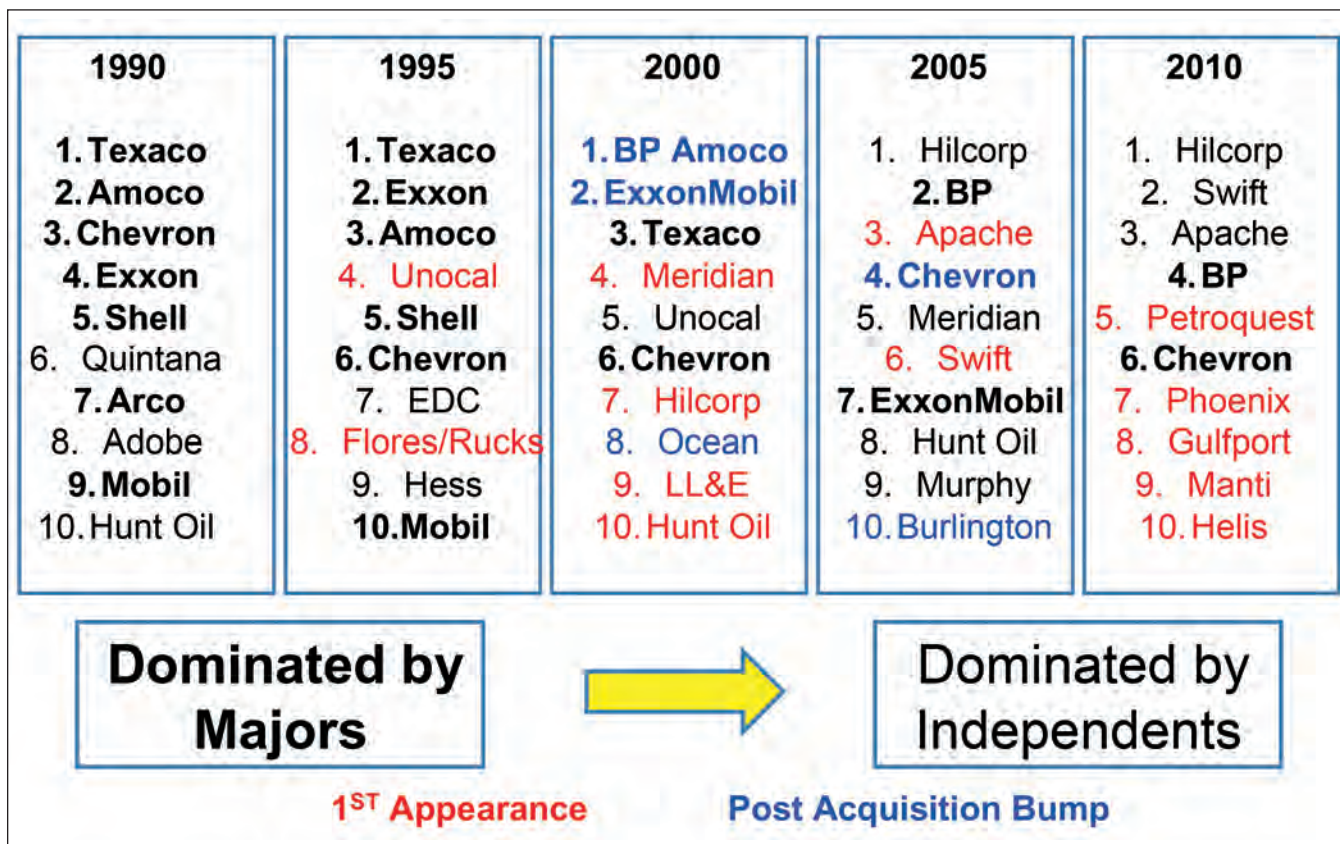 1990
1. Texaco
2. Amoco
3. Chevron
4. Exxon
5. Shell
6. Quintana
7. Arco
8. Adobe
9. Mobil
10. Hunt Oil
1995
1. Texaco
2. Exxon
3. Amoco
4. Unocal
5. Shell
6. Chevron
7. EDC
8. Flores/Rucks
9. Hess
10. Mobil
2000
1. BP Amoco
2. ExxonMobil
3. Texaco
4. Meridian
5. Unocal
6. Chevron
7. Hilcorp
8. Ocean
9. LL&E
10. Hunt Oil
2005
1. Hilcorp
2. BP
3. Apache
4. Chevron
5. Meridian
6. Swift
7. ExxonMobil
8. Hunt Oil
9. Murphy
10. Burlington
2010
1. Hilcorp
2. Swift
3. Apache
4. BP
5. Petroquest
6. Chevron
7. Phoenix
8. Gulfport
9. Manti
10. Helis
Dominated by
Majors
Dominated by
Independents
1ST Appearance
Post Acquisition Bump